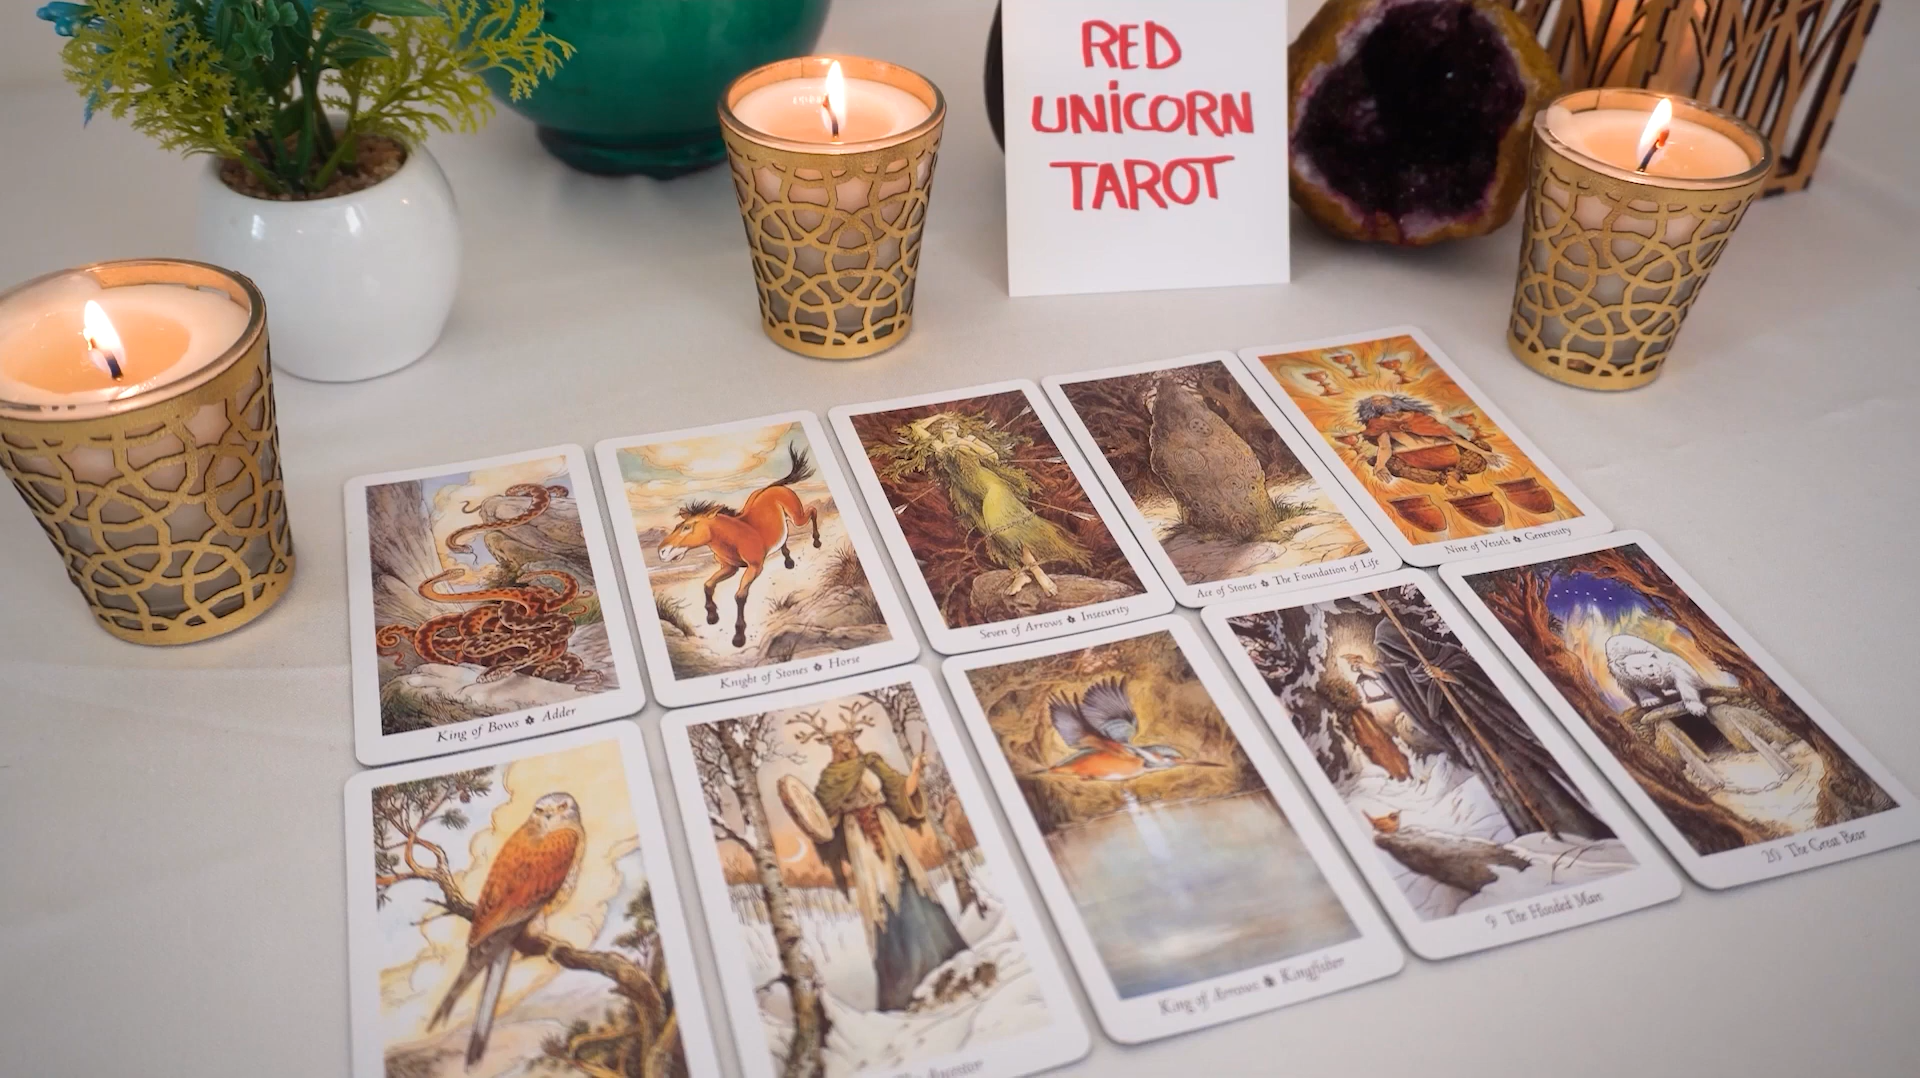 RED
UNICORN
TAROT
King of Bows Adder
Knight of Stones Horse
Seven of Arrows Insecurity
Ace of Stones The Foundation of Life
Nine of Vessels Generosity
The Ancestor
King of Arrows Kingfisher
9 The Hooded Man
20 The Great Bear